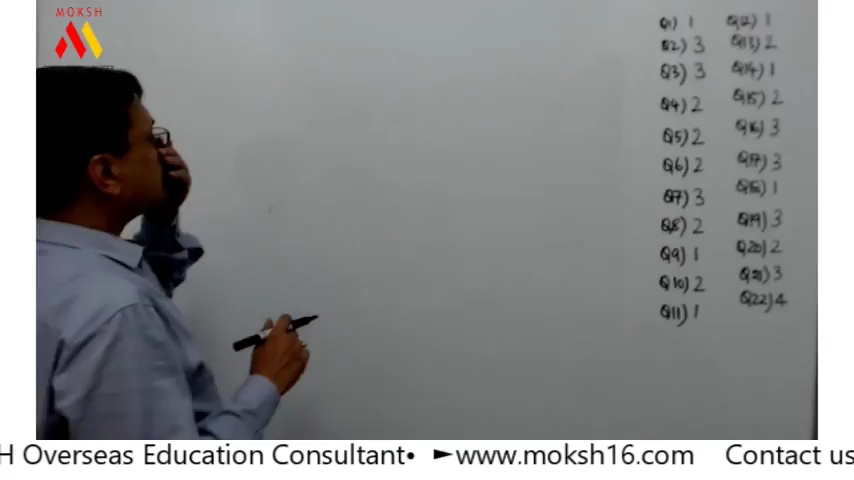 MOKSH
Q1) 1
Q2) 3
Q3) 3
Q4) 2
Q5) 2
Q6) 2
Q7) 3
Q8) 2
Q9) 1
Q10) 2
Q11) 1
Q12) 1
Q13) 2
Q14) 1
Q15) 2
Q16) 3
Q17) 3
Q18) 1
Q19) 3
Q20) 2
Q21) 3
Q22) 4
H Overseas Education Consultant• ►www.moksh16.com Contact us